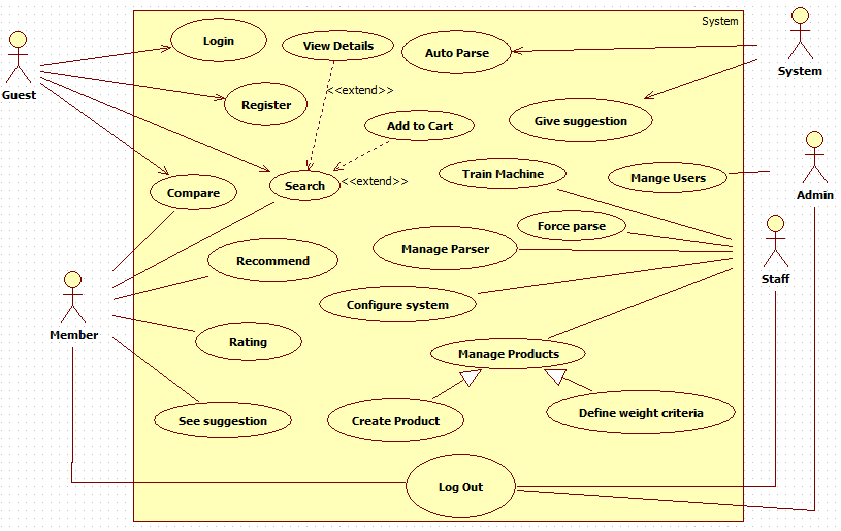 System
Login
View Details
Auto Parse
Guest
System
<<extend>>
Register
Add to Cart
Give suggestion
Compare
Search
<<extend>>
Train Machine
Mange Users
Admin
Force parse
Manage Parser
Recommend
Staff
Configure system
Member
Rating
Manage Products
See suggestion
Create Product
Define weight criteria
Log Out